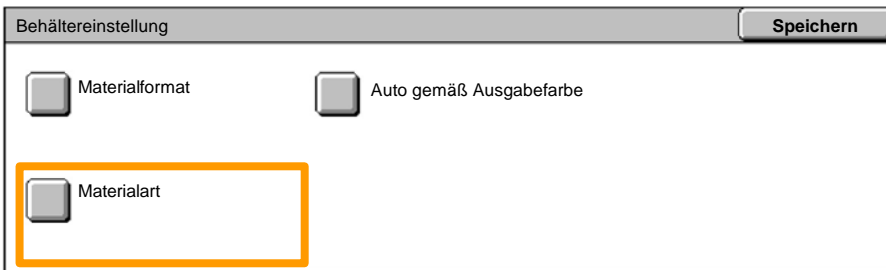 Behältereinstellung Speichern
Materialformat Auto gemäß Ausgabefarbe
Materialart